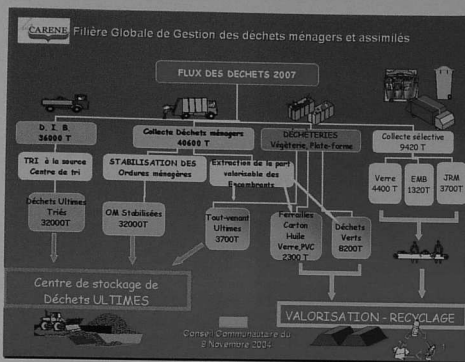 CARENE
Filière Globale de Gestion des déchets ménagers et assimilés
FLUX DES DECHETS 2007
D. I. B.
36000 T
Collecte Déchets ménagers
40600 T
DECHETERIES
Végéterie, Plate-forme
Collecte sélective
9420 T
TRI à la source
Centre de tri
STABILISATION DES
Ordures ménagères
Extraction de la part
valorisable des
Encombrants
Verre
4400 T
EMB
1320T
JRM
3700T
Déchets Ultimes
Triés
32000T
OM Stabilisées
32000T
Tout-venant
Ultimes
3700T
Ferrailles
Carton
Huile
Verre,PVC
2300 T
Déchets
Verts
8200T
Centre de stockage de
Déchets ULTIMES
VALORISATION - RECYCLAGE
Conseil Communautaire du
9 Novembre 2004